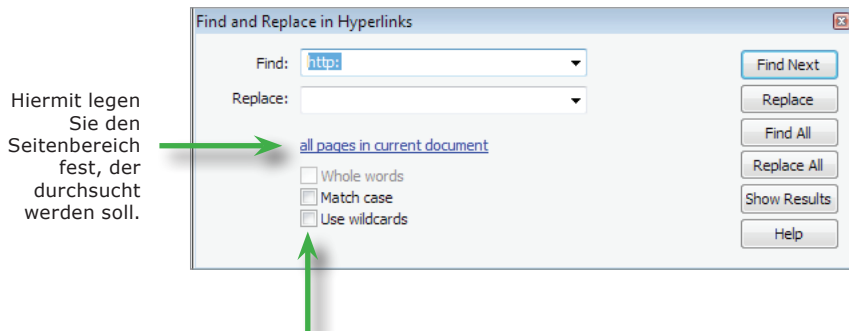 Find and Replace in Hyperlinks
Find:
http:
Find Next
Replace:
Replace
Hiermit legen
Sie den
Seitenbereich
fest, der
durchsucht
werden soll.
all pages in current document
Find All
Whole words
Replace All
Match case
Show Results
Use wildcards
Help